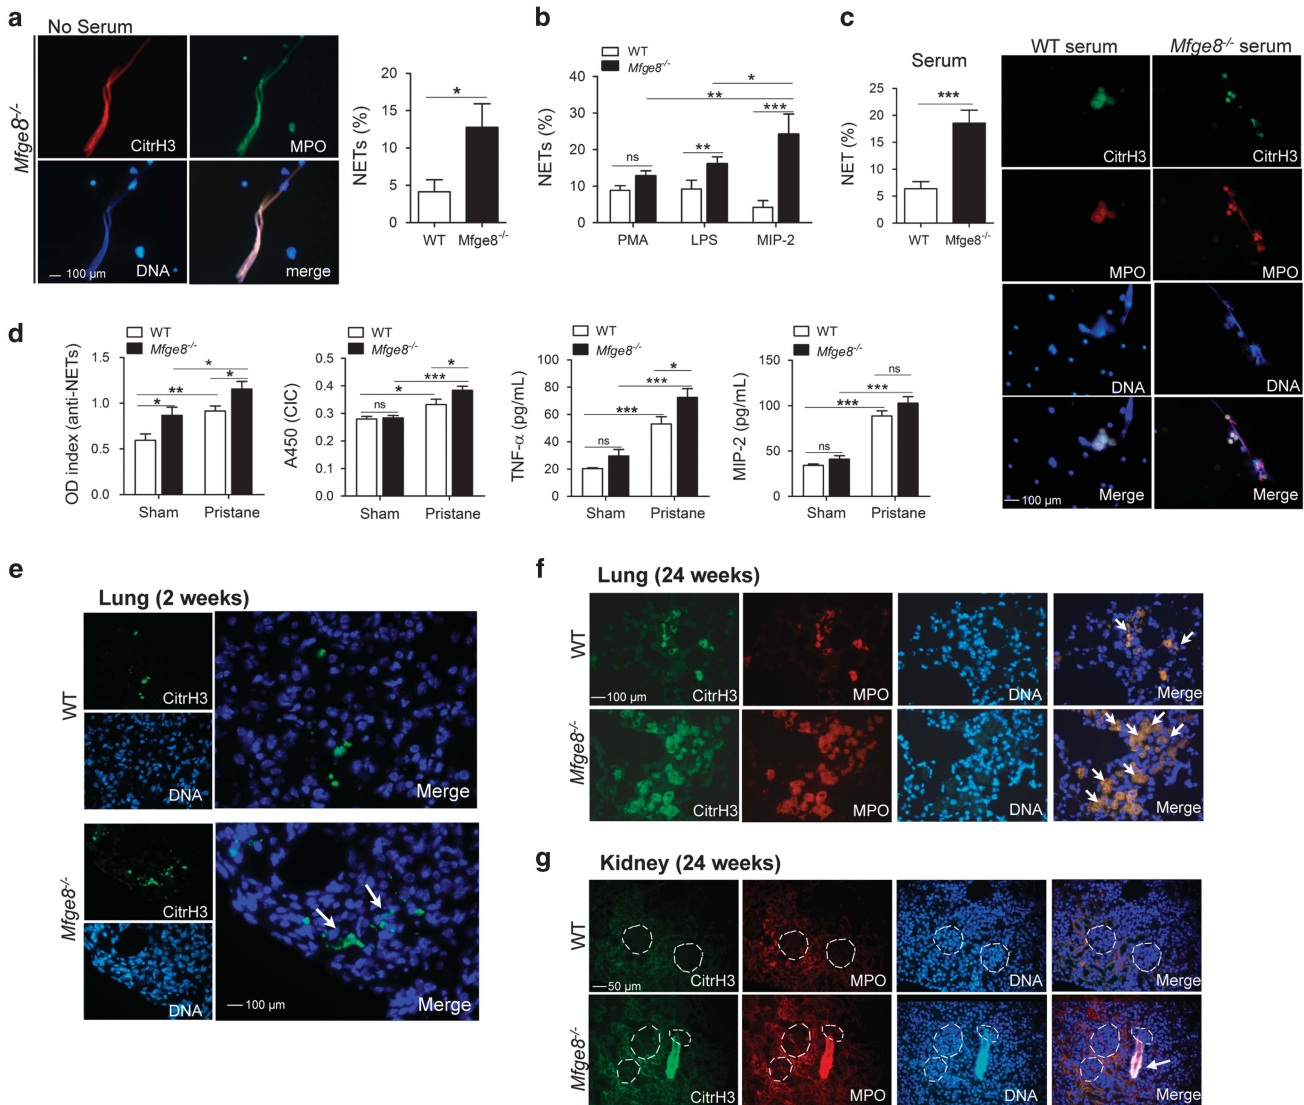 a
No Serum
Mfge8-/-
CitrH3
MPO
DNA
merge
100 µm
NETs (%)
20
15
10
5
0
*
WT
Mfge8-/-
b
WT
Mfge8-/-
NETs (%)
40
30
20
10
0
*
**
***
ns
**
PMA
LPS
MIP-2
c
Serum
NET (%)
25
20
15
10
5
0
***
WT
Mfge8-/-
WT serum
Mfge8-/- serum
CitrH3
CitrH3
MPO
MPO
DNA
DNA
100 µm
Merge
Merge
d
WT
Mfge8-/-
OD index (anti-NETs)
1.5
1.0
0.5
0.0
*
**
*
*
Sham
Pristane
WT
Mfge8-/-
A450 (CIC)
0.5
0.4
0.3
0.2
0.1
0.0
*
***
*
ns
Sham
Pristane
WT
Mfge8-/-
TNF-α (pg/mL)
100
80
60
40
20
0
*
***
***
ns
Sham
Pristane
WT
Mfge8-/-
MIP-2 (pg/mL)
150
100
50
0
ns
***
***
ns
Sham
Pristane
e
Lung (2 weeks)
WT
CitrH3
DNA
Merge
Mfge8-/-
CitrH3
DNA
100 µm
Merge
f
Lung (24 weeks)
WT
100 µm
CitrH3
MPO
DNA
Merge
Mfge8-/-
CitrH3
MPO
DNA
Merge
g
Kidney (24 weeks)
WT
50 µm
CitrH3
MPO
DNA
Merge
Mfge8-/-
CitrH3
MPO
DNA
Merge